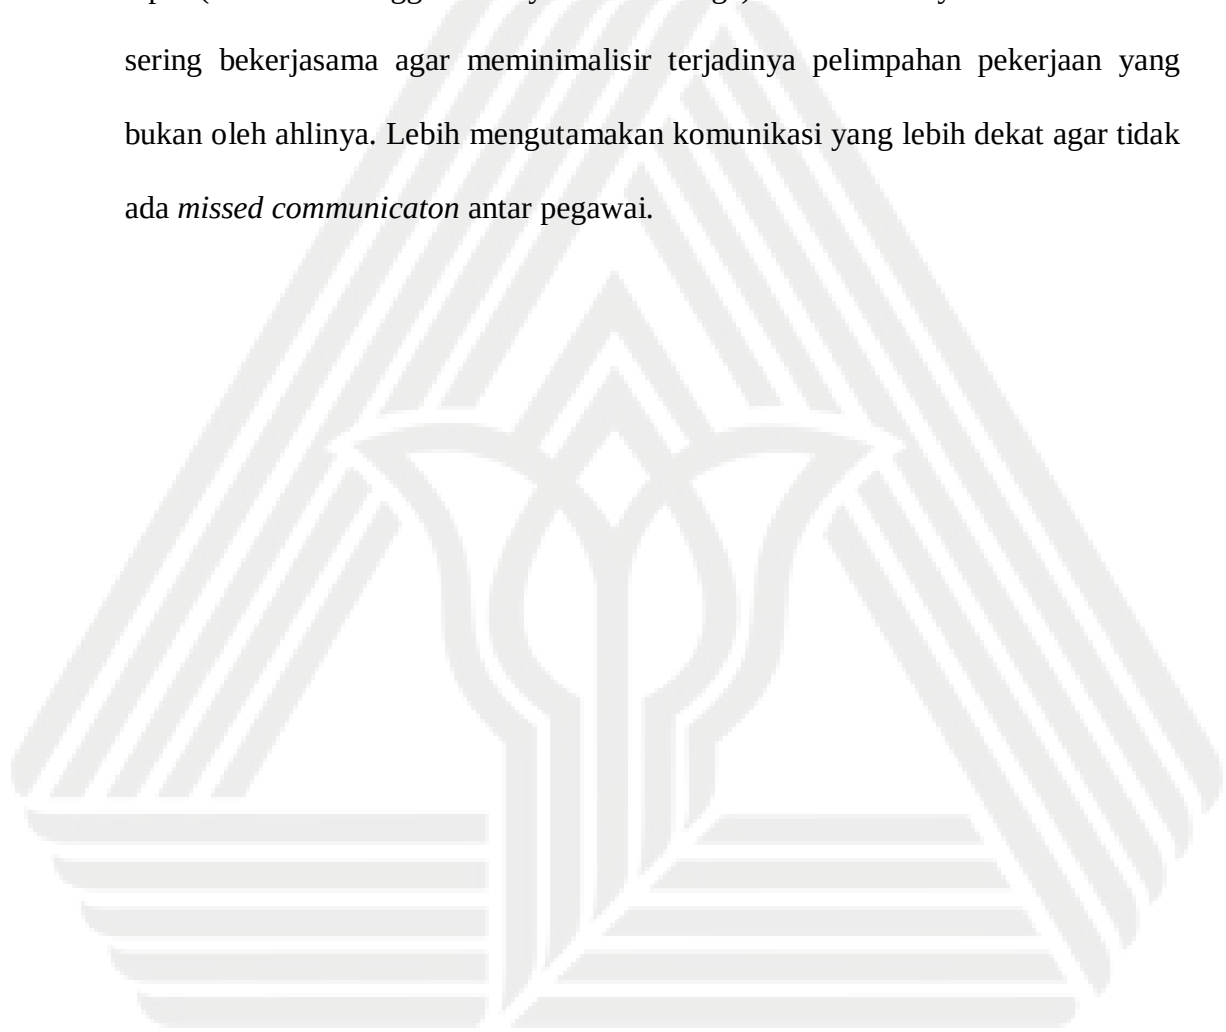 sering bekerjasama agar meminimalisir terjadinya pelimpahan pekerjaan yang
bukan oleh ahlinya. Lebih mengutamakan komunikasi yang lebih dekat agar tidak
ada missed communicaton antar pegawai.